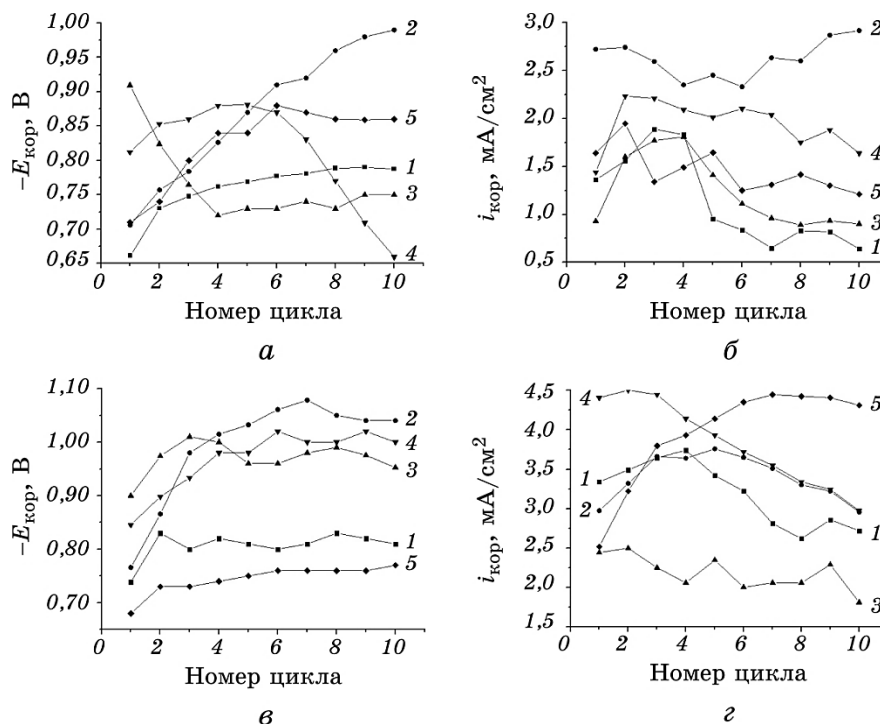 1,00
0,95
0,90
0,85
0,80
0,75
0,70
0,65
–Eкор, В
0 2 4 6 8 10
Номер цикла
2
5
1
3
4
а
3,0
2,5
2,0
1,5
1,0
0,5
iкор, мА/см²
0 2 4 6 8 10
Номер цикла
2
4
5
3
1
б
1,10
1,00
0,90
0,80
0,70
–Eкор, В
0 2 4 6 8 10
Номер цикла
2
4
3
1
5
в
4,5
4,0
3,5
3,0
2,5
2,0
1,5
iкор, мА/см²
0 2 4 6 8 10
Номер цикла
4
1
2
5
1
3
г